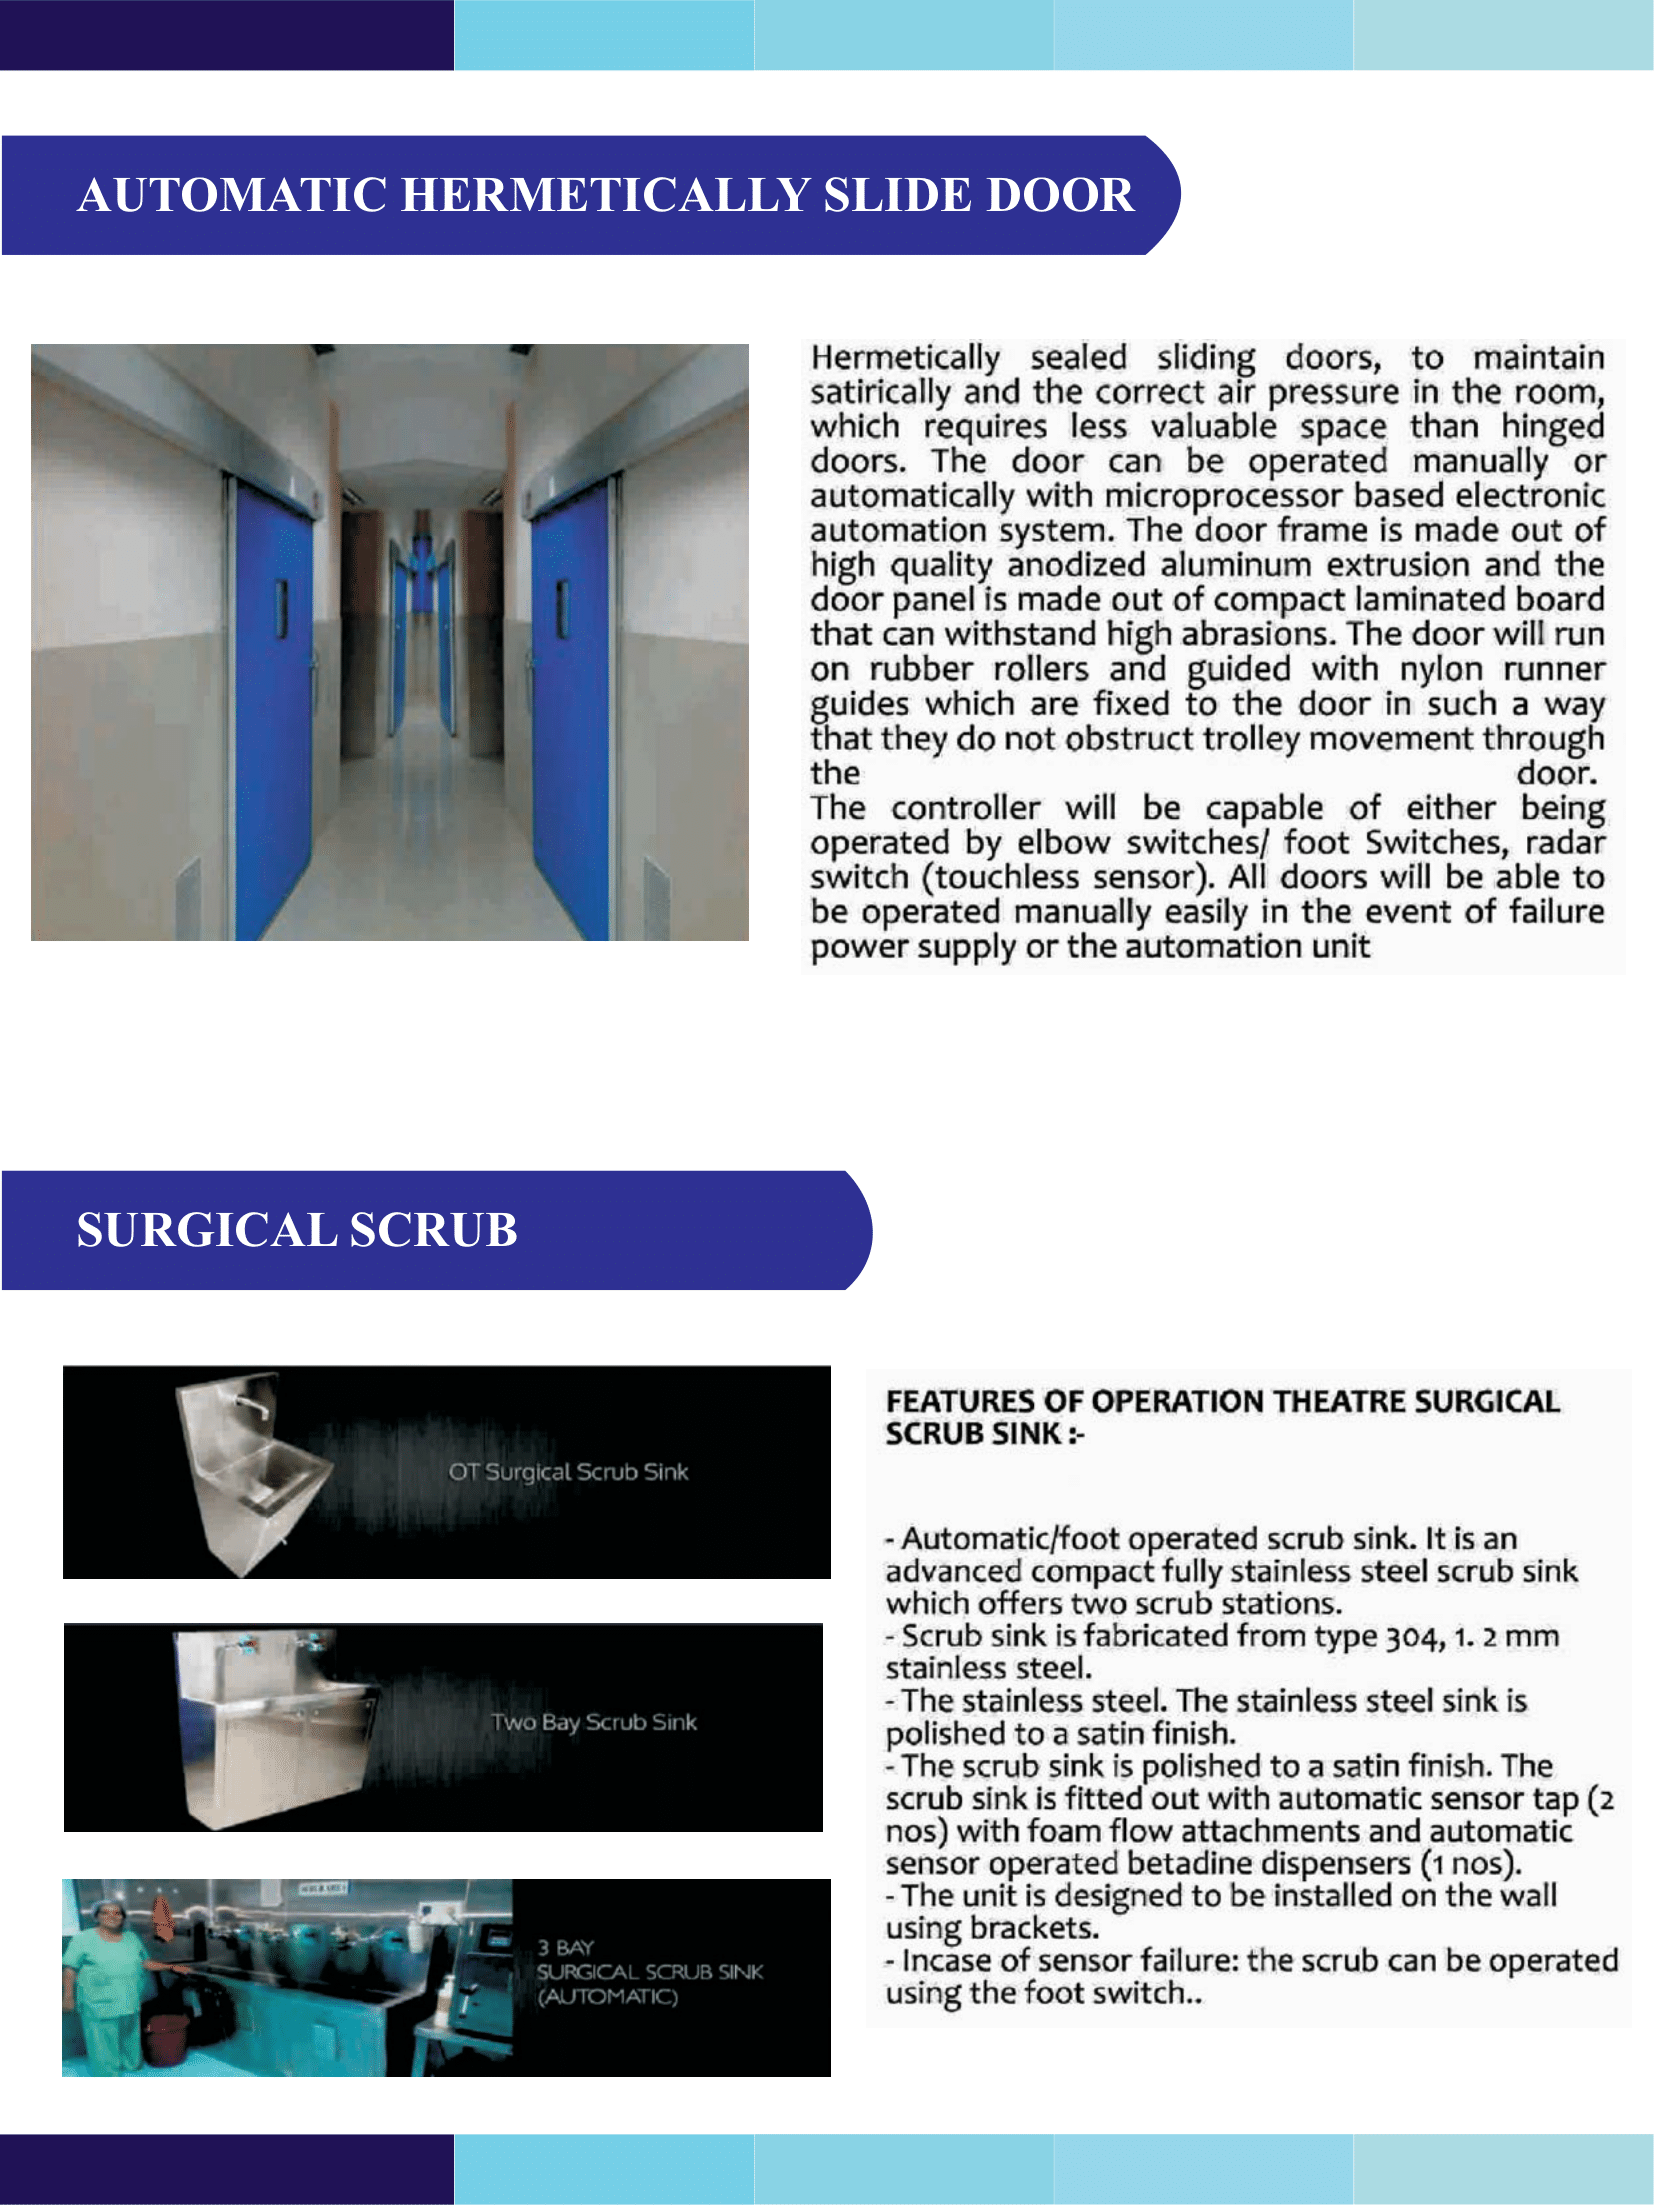 AUTOMATIC HERMETICALLY SLIDE DOOR
Hermetically sealed sliding doors, to maintain
satirically and the correct air pressure in the room,
which requires less valuable space than hinged
doors. The door can be operated manually or
automatically with microprocessor based electronic
automation system. The door frame is made out of
high quality anodized aluminum extrusion and the
door panel is made out of compact laminated board
that can withstand high abrasions. The door will run
on rubber rollers and guided with nylon runner
guides which are fixed to the door in such a way
that they do not obstruct trolley movement through
the door.
The controller will be capable of either being
operated by elbow switches/ foot Switches, radar
switch (touchless sensor). All doors will be able to
be operated manually easily in the event of failure
power supply or the automation unit
SURGICAL SCRUB
OT Surgical Scrub Sink
Two Bay Scrub Sink
3 BAY
SURGICAL SCRUB SINK
(AUTOMATIC)
FEATURES OF OPERATION THEATRE SURGICAL
SCRUB SINK :-
- Automatic/foot operated scrub sink. It is an
advanced compact fully stainless steel scrub sink
which offers two scrub stations.
- Scrub sink is fabricated from type 304, 1. 2 mm
stainless steel.
- The stainless steel. The stainless steel sink is
polished to a satin finish.
- The scrub sink is polished to a satin finish. The
scrub sink is fitted out with automatic sensor tap (2
nos) with foam flow attachments and automatic
sensor operated betadine dispensers (1 nos).
- The unit is designed to be installed on the wall
using brackets.
- Incase of sensor failure: the scrub can be operated
using the foot switch..